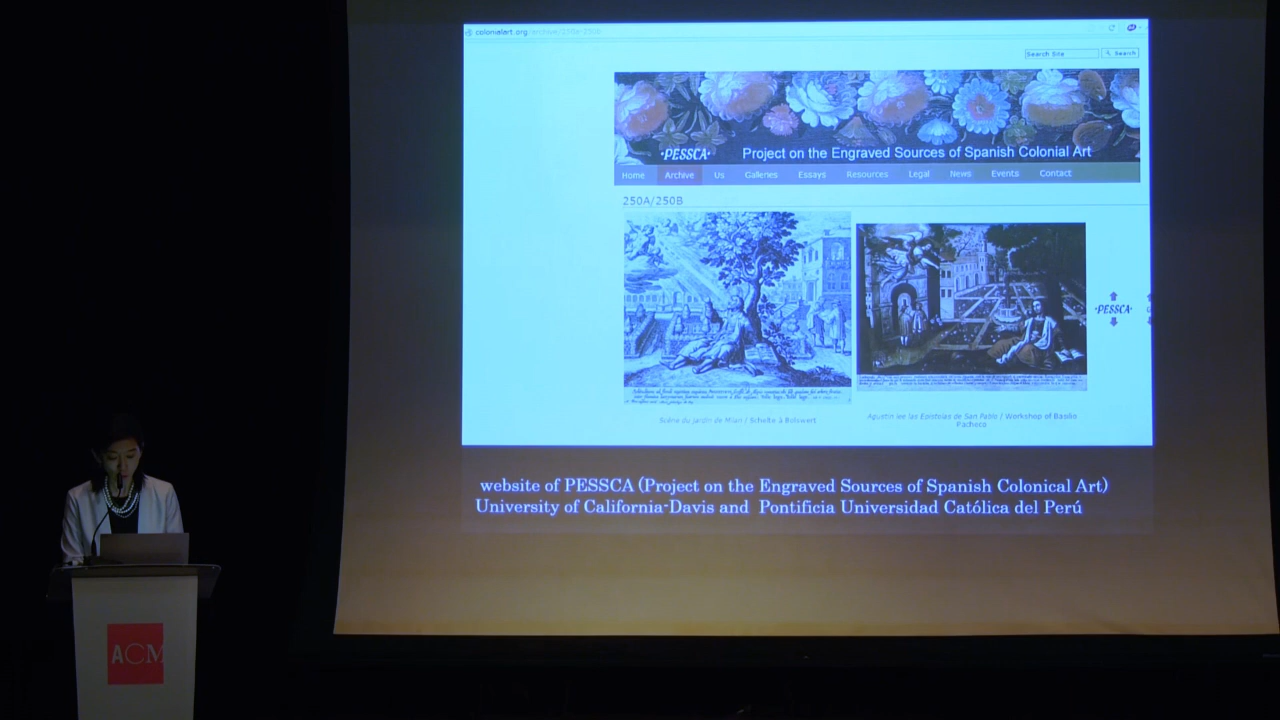 colonialart.org/archive/250a-250b
Search Site
Search
·PESSCA·
Project on the Engraved Sources of Spanish Colonial Art
Home Archive Us Galleries Essays Resources Legal News Events Contact
250A/250B
·PESSCA·
Scène du jardin de Milan / Schelte à Bolswert
Agustín lee las Epístolas de San Pablo / Workshop of Basilio
Pacheco
website of PESSCA (Project on the Engraved Sources of Spanish Colonical Art)
University of California-Davis and Pontificia Universidad Católica del Perú
ACM